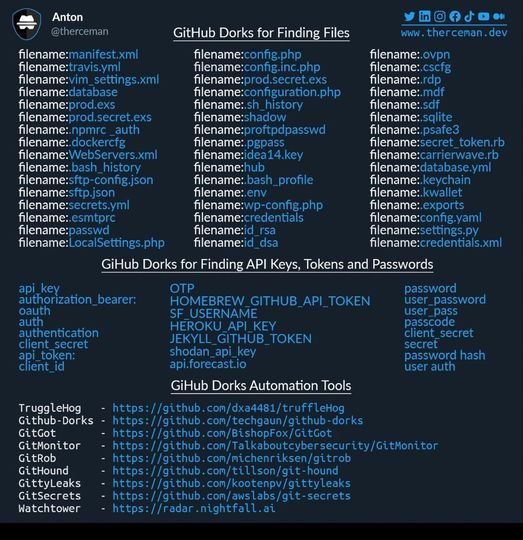 Anton
@therceman
www.therceman.dev
GitHub Dorks for Finding Files
filename:manifest.xml
filename:travis.yml
filename:vim_settings.xml
filename:database
filename:prod.exs
filename:prod.secret.exs
filename:.npmrc _auth
filename:.dockercfg
filename:WebServers.xml
filename:.bash_history
filename:sftp-config.json
filename:sftp.json
filename:secrets.yml
filename:.esmtprc
filename:passwd
filename:LocalSettings.php
filename:config.php
filename:config.inc.php
filename:prod.secret.exs
filename:configuration.php
filename:.sh_history
filename:shadow
filename:proftpdpasswd
filename:.pgpass
filename:idea14.key
filename:hub
filename:.bash_profile
filename:.env
filename:wp-config.php
filename:credentials
filename:id_rsa
filename:id_dsa
filename:.ovpn
filename:.cscfg
filename:.rdp
filename:.mdf
filename:.sdf
filename:.sqlite
filename:.psafe3
filename:secret_token.rb
filename:carrierwave.rb
filename:database.yml
filename:.keychain
filename:.kwallet
filename:.exports
filename:config.yaml
filename:settings.py
filename:credentials.xml
GiHub Dorks for Finding API Keys, Tokens and Passwords
api_key
authorization_bearer:
oauth
auth
authentication
client_secret
api_token:
client_id
OTP
HOMEBREW_GITHUB_API_TOKEN
SF_USERNAME
HEROKU_API_KEY
JEKYLL_GITHUB_TOKEN
shodan_api_key
api.forecast.io
password
user_password
user_pass
passcode
client_secret
secret
password hash
user auth
GiHub Dorks Automation Tools
TruggleHog - https://github.com/dxa4481/truffleHog
Github-Dorks - https://github.com/techgaun/github-dorks
GitGot - https://github.com/BishopFox/GitGot
GitMonitor - https://github.com/Talkaboutcybersecurity/GitMonitor
GitRob - https://github.com/michenriksen/gitrob
GitHound - https://github.com/tillson/git-hound
GittyLeaks - https://github.com/kootenpv/gittyleaks
GitSecrets - https://github.com/awslabs/git-secrets
Watchtower - https://radar.nightfall.ai